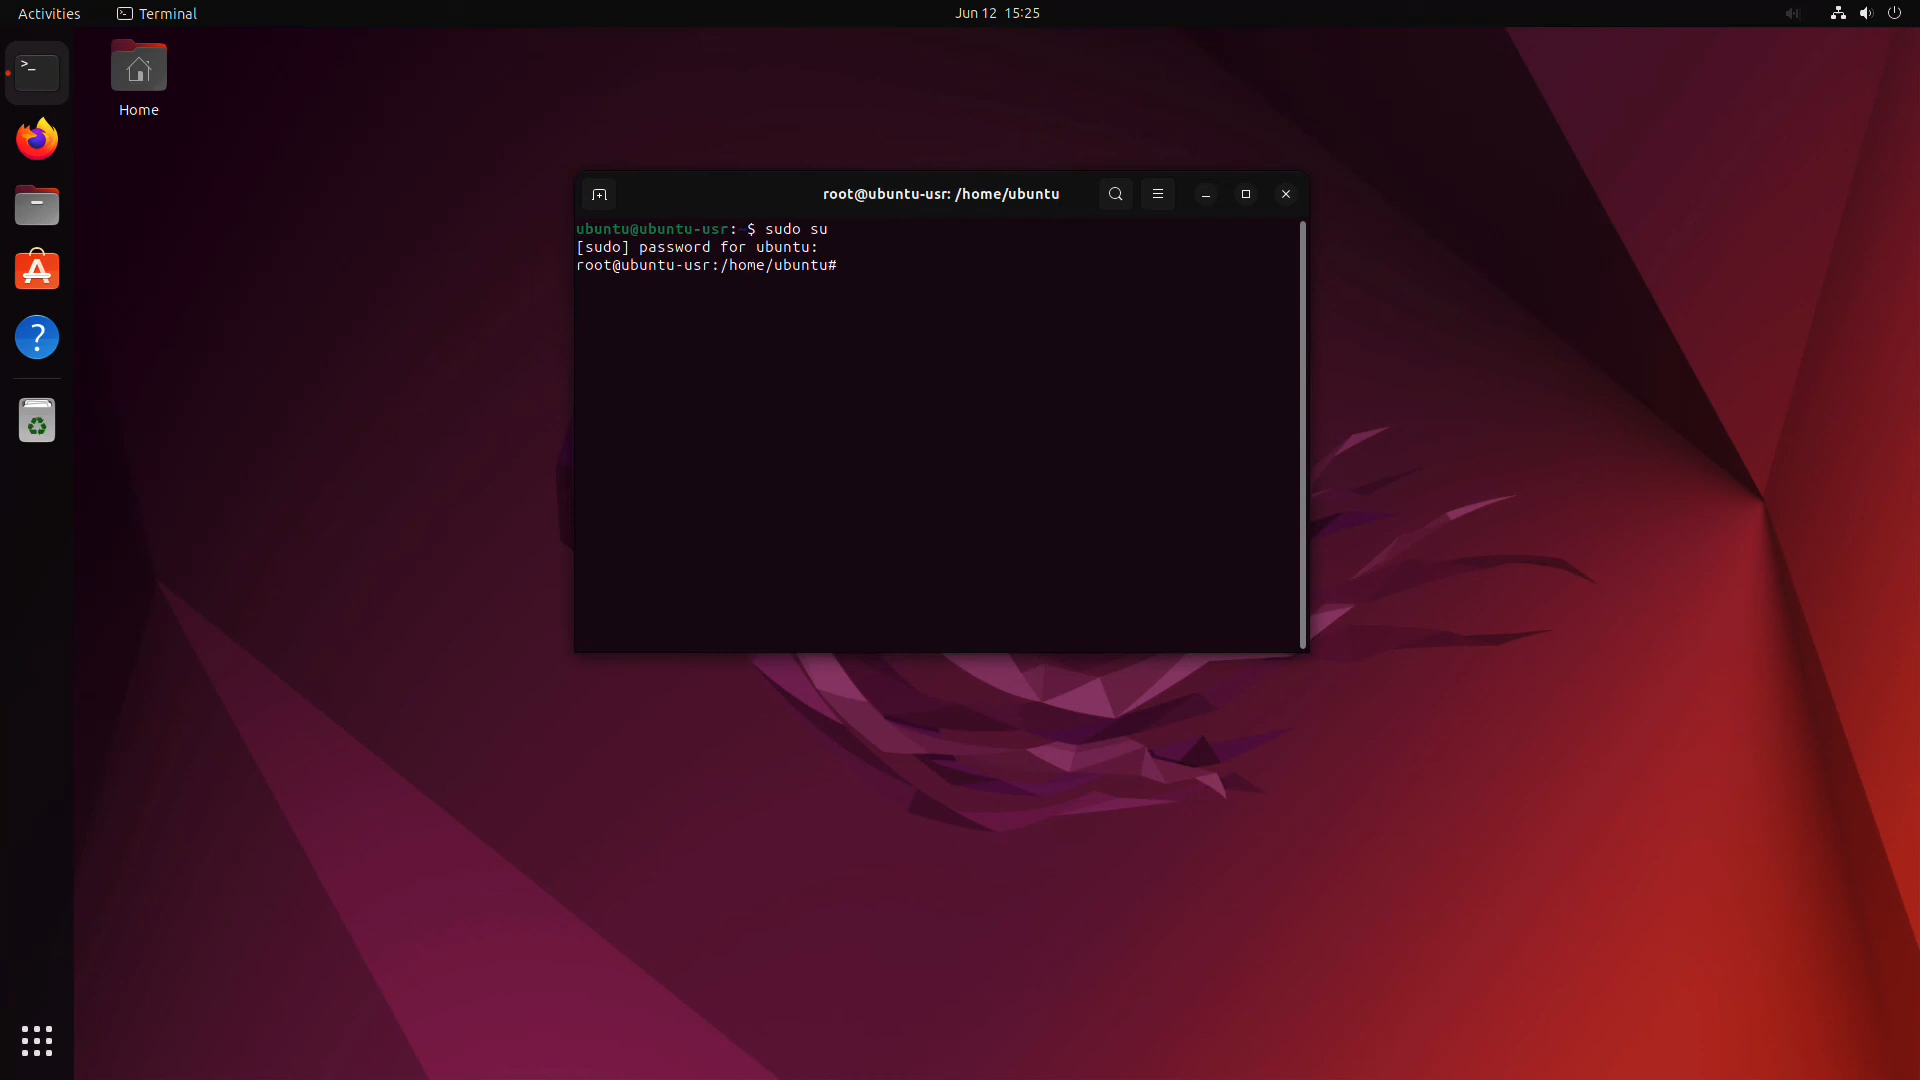 Activities
Terminal
Jun 12 15:25
Home
root@ubuntu-usr: /home/ubuntu
ubuntu@ubuntu-usr:~$ sudo su
[sudo] password for ubuntu:
root@ubuntu-usr:/home/ubuntu#